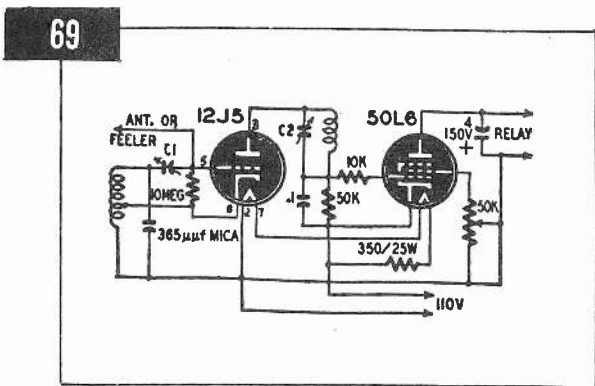 69
12J5
50L6
ANT. OR
FEELER
C1
C2
3
5
8
2
7
10MEG
365µµf MICA
.1
10K
50K
4
150V
+
RELAY
50K
350/25W
110V